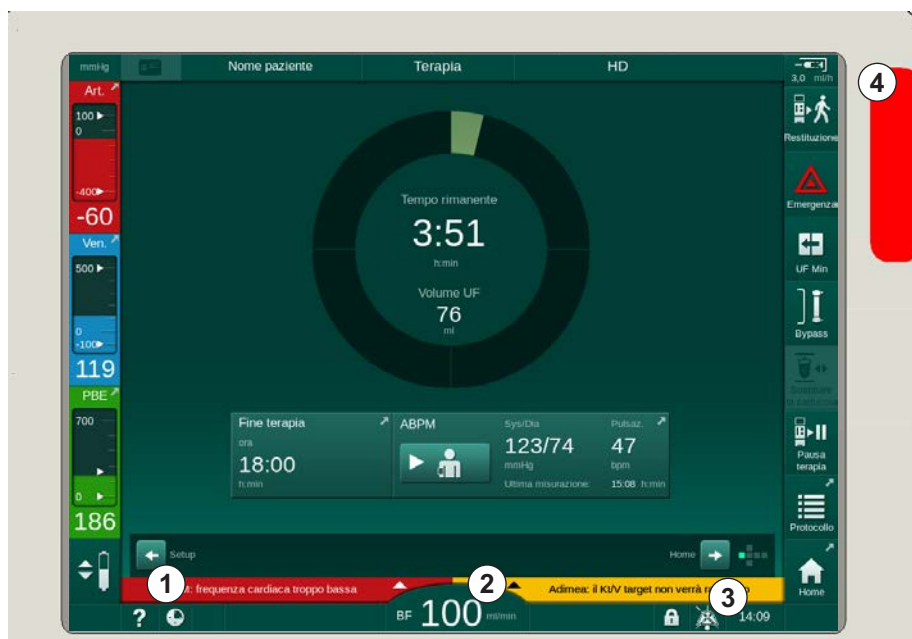 mmHg
Nome paziente
Terapia
HD
3,0 ml/h
Art.
100
0
-400
-60
Ven.
500
0
-100
119
PBE
700
0
186
Tempo rimanente
3:51
h:min
Volume UF
76
ml
Fine terapia
ora
18:00
h:min
ABPM
Sys/Dia
123/74
mmHg
Pulsaz.
47
bpm
Ultima misurazione: 15:08 h:min
Setup
Home
1
: frequenza cardiaca troppo bassa
2
Adimea: il Kt/V target non verrà
3
? BF 100 ml/min 14:09
4
Restituzione
Emergenza
UF Min
Bypass
Pausa
terapia
Protocollo
Home